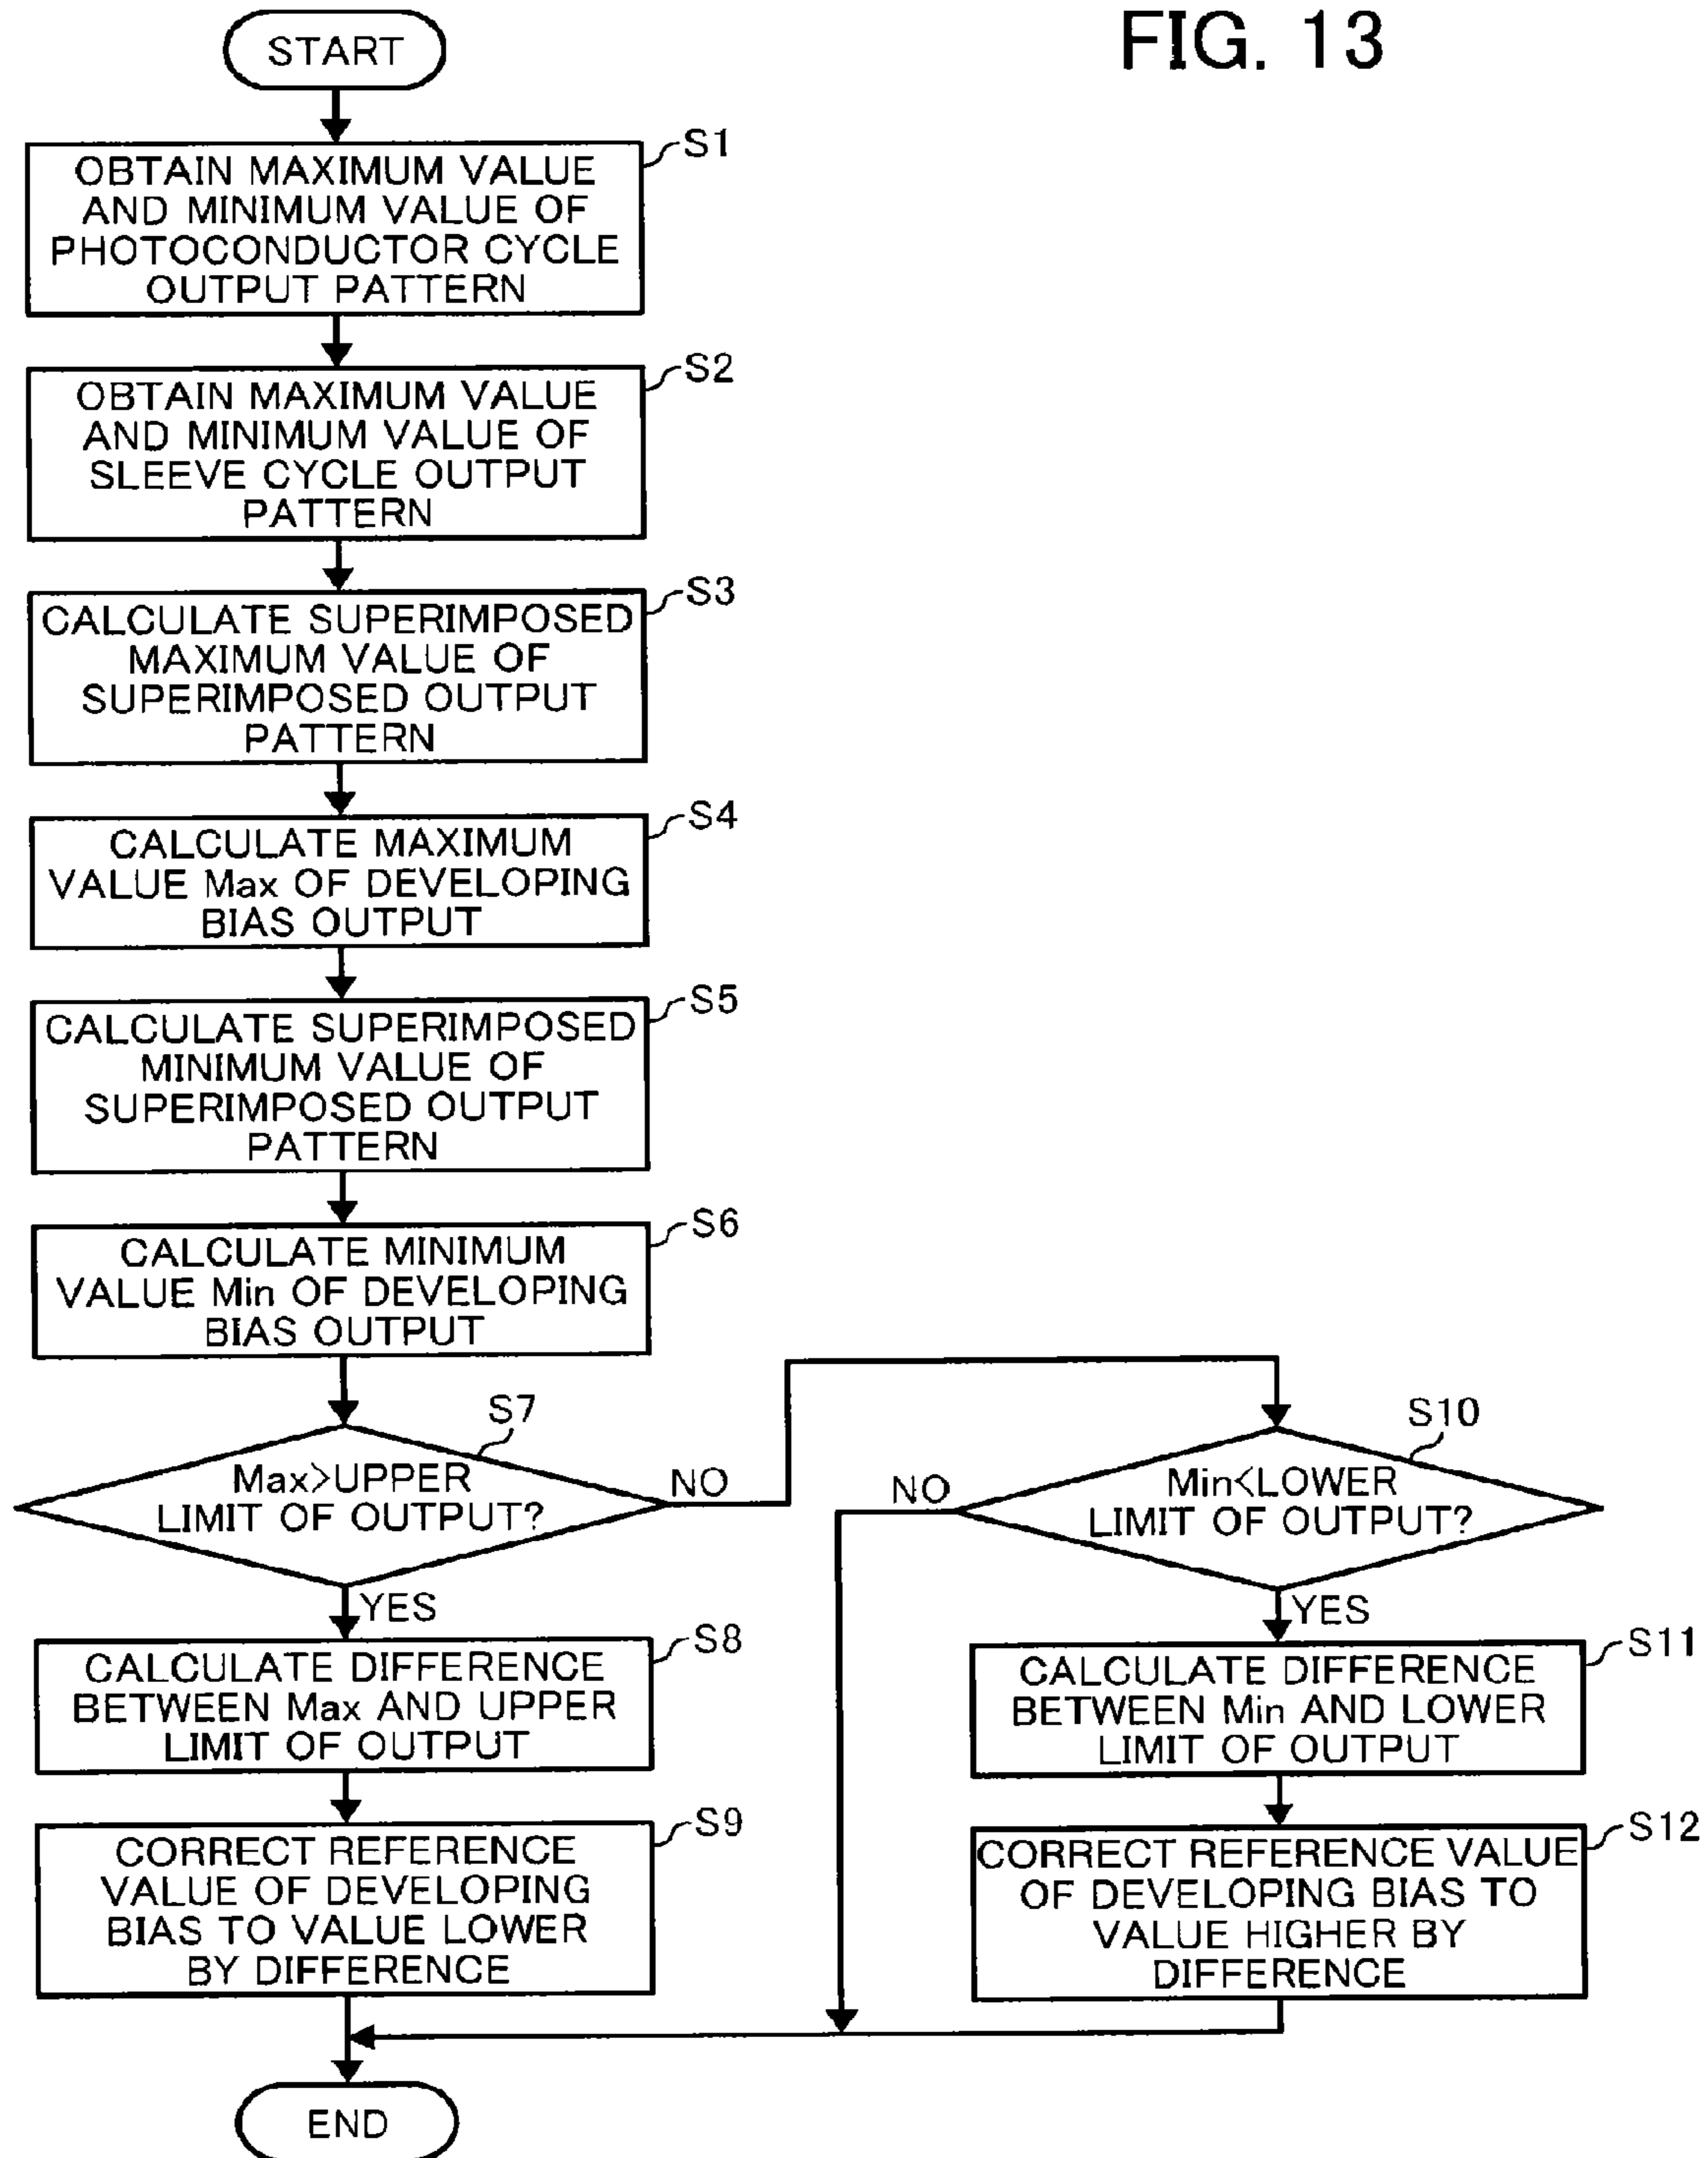 FIG. 13
START
S1
OBTAIN MAXIMUM VALUE
AND MINIMUM VALUE OF
PHOTOCONDUCTOR CYCLE
OUTPUT PATTERN
S2
OBTAIN MAXIMUM VALUE
AND MINIMUM VALUE OF
SLEEVE CYCLE OUTPUT
PATTERN
S3
CALCULATE SUPERIMPOSED
MAXIMUM VALUE OF
SUPERIMPOSED OUTPUT
PATTERN
S4
CALCULATE MAXIMUM
VALUE Max OF DEVELOPING
BIAS OUTPUT
S5
CALCULATE SUPERIMPOSED
MINIMUM VALUE OF
SUPERIMPOSED OUTPUT
PATTERN
S6
CALCULATE MINIMUM
VALUE Min OF DEVELOPING
BIAS OUTPUT
S7
Max>UPPER
LIMIT OF OUTPUT?
NO
YES
S8
CALCULATE DIFFERENCE
BETWEEN Max AND UPPER
LIMIT OF OUTPUT
S9
CORRECT REFERENCE
VALUE OF DEVELOPING
BIAS TO VALUE LOWER
BY DIFFERENCE
S10
Min<LOWER
LIMIT OF OUTPUT?
NO
YES
S11
CALCULATE DIFFERENCE
BETWEEN Min AND LOWER
LIMIT OF OUTPUT
S12
CORRECT REFERENCE VALUE
OF DEVELOPING BIAS TO
VALUE HIGHER BY
DIFFERENCE
END